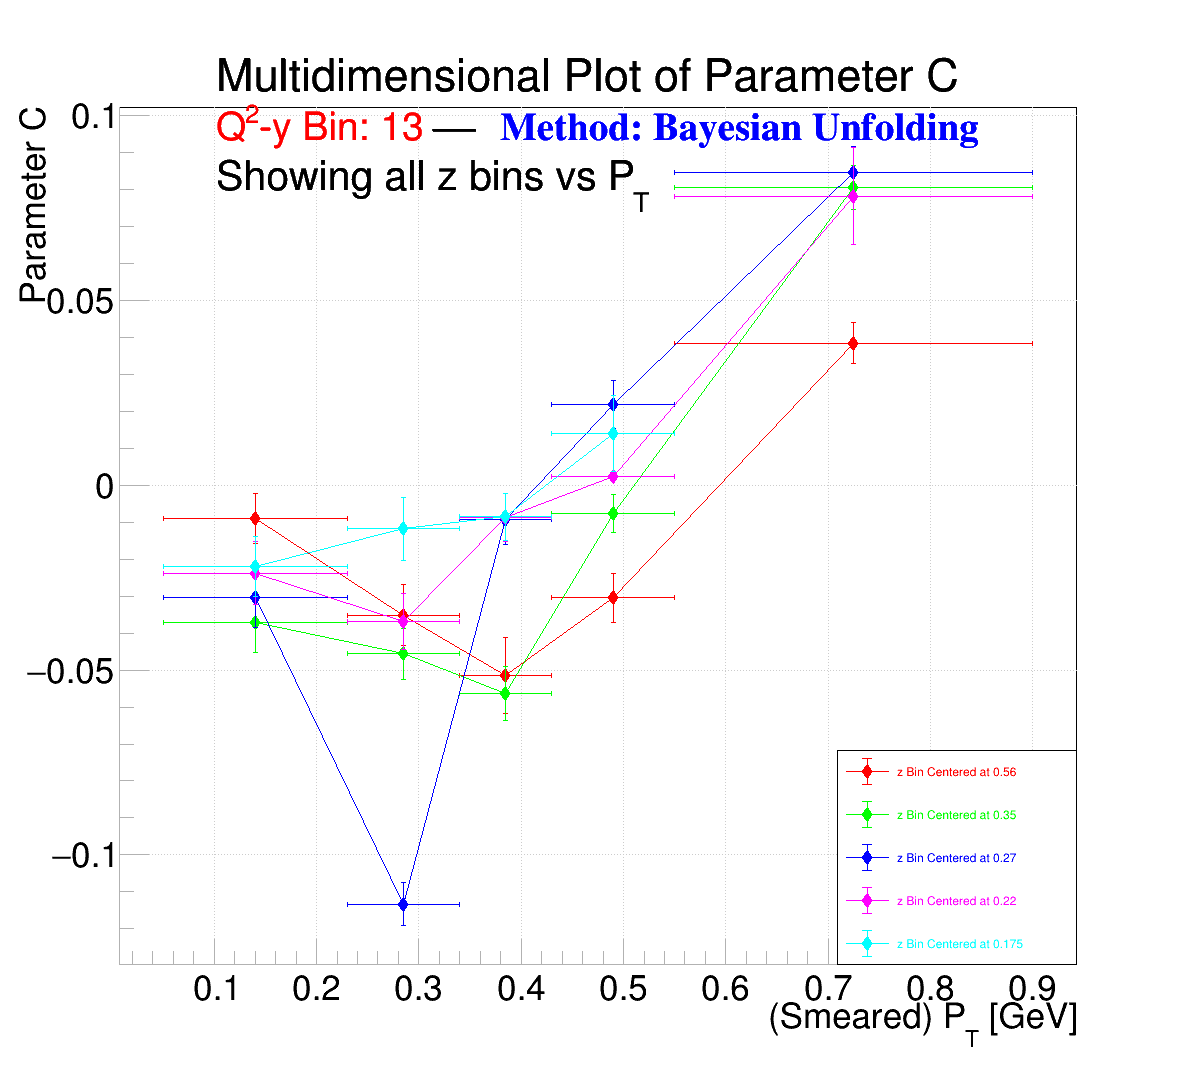 Multidimensional Plot of Parameter C
Q²-y Bin: 13 — Method: Bayesian Unfolding
Showing all z bins vs P_T
Parameter C
0.1
0.05
0
−0.05
−0.1
z Bin Centered at 0.56
z Bin Centered at 0.35
z Bin Centered at 0.27
z Bin Centered at 0.22
z Bin Centered at 0.175
0.1 0.2 0.3 0.4 0.5 0.6 0.7 0.8 0.9
(Smeared) P_T [GeV]